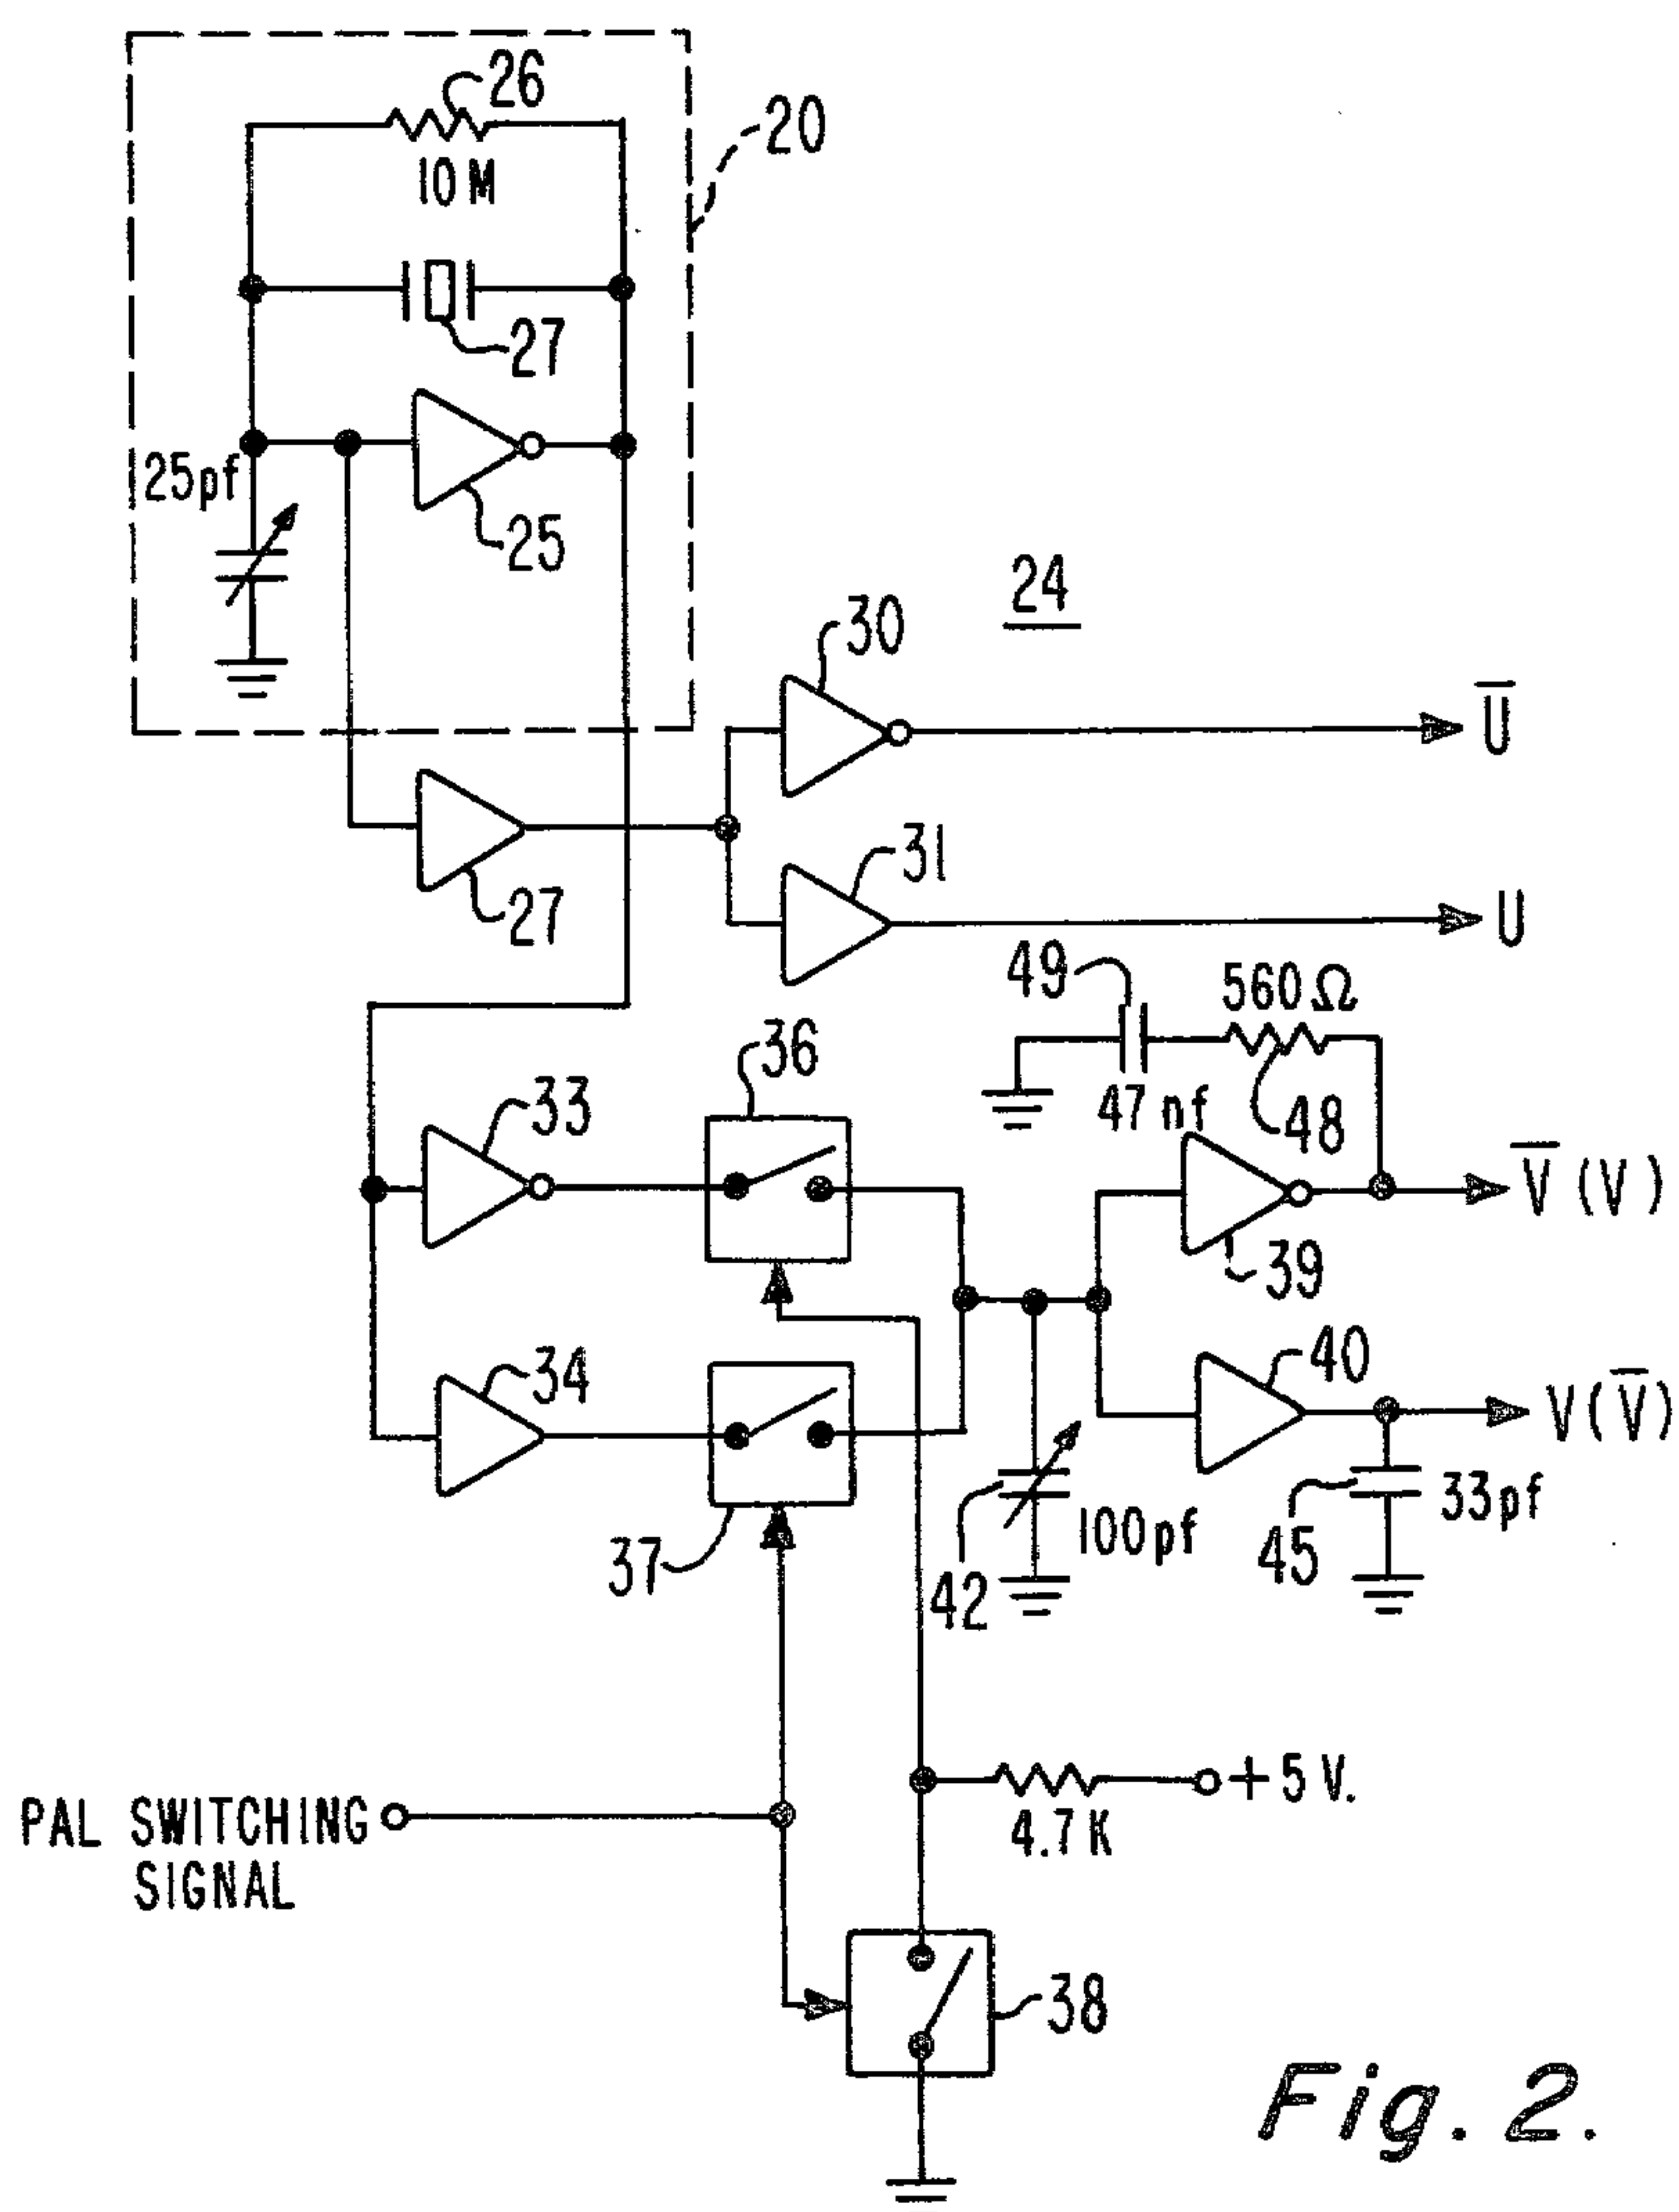 26
20
10 M
27
25pf
25
24
30
U̅
27
31
U
49
560 Ω
36
33
47 nf
48
V̅ (V)
39
34
40
V(V̅)
33pf
37
42
100pf
45
+5 V.
PAL SWITCHING
SIGNAL
4.7 K
38
Fig. 2.